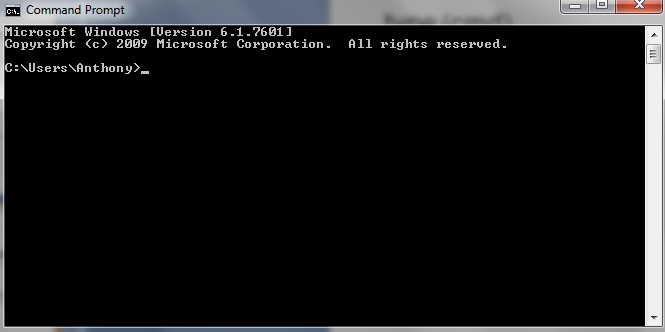 Command Prompt
Microsoft Windows [Version 6.1.7601]
Copyright (c) 2009 Microsoft Corporation.  All rights reserved.
C:\Users\Anthony>_